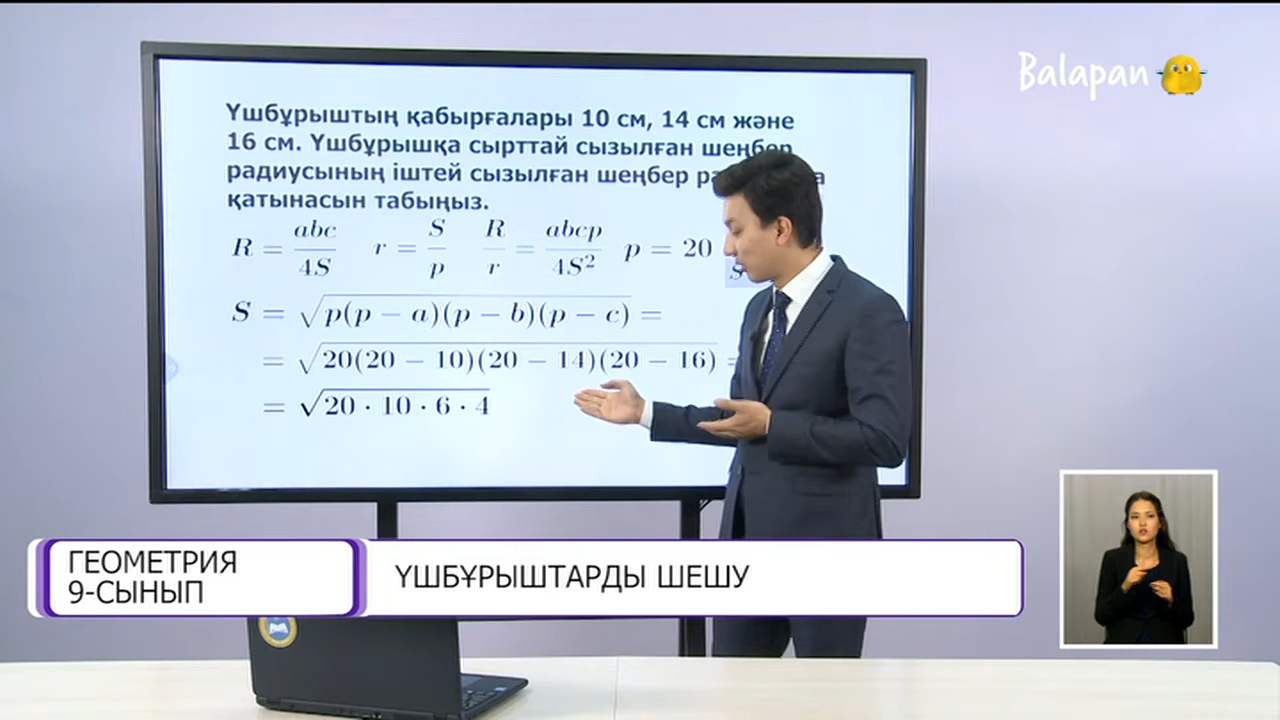 Balapan
Үшбұрыштың қабырғалары 10 см, 14 см және
16 см. Үшбұрышқа сырттай сызылған шеңбер
радиусының іштей сызылған шеңбер
қатынасын табыңыз.
R = abc/4S r = S/p R/r = abcp/4S² p = 20
S = √(p(p − a)(p − b)(p − c)) =
= √(20(20 − 10)(20 − 14)(20 − 16)) =
= √(20 · 10 · 6 · 4)
ГЕОМЕТРИЯ
9-СЫНЫП
ҮШБҰРЫШТАРДЫ ШЕШУ